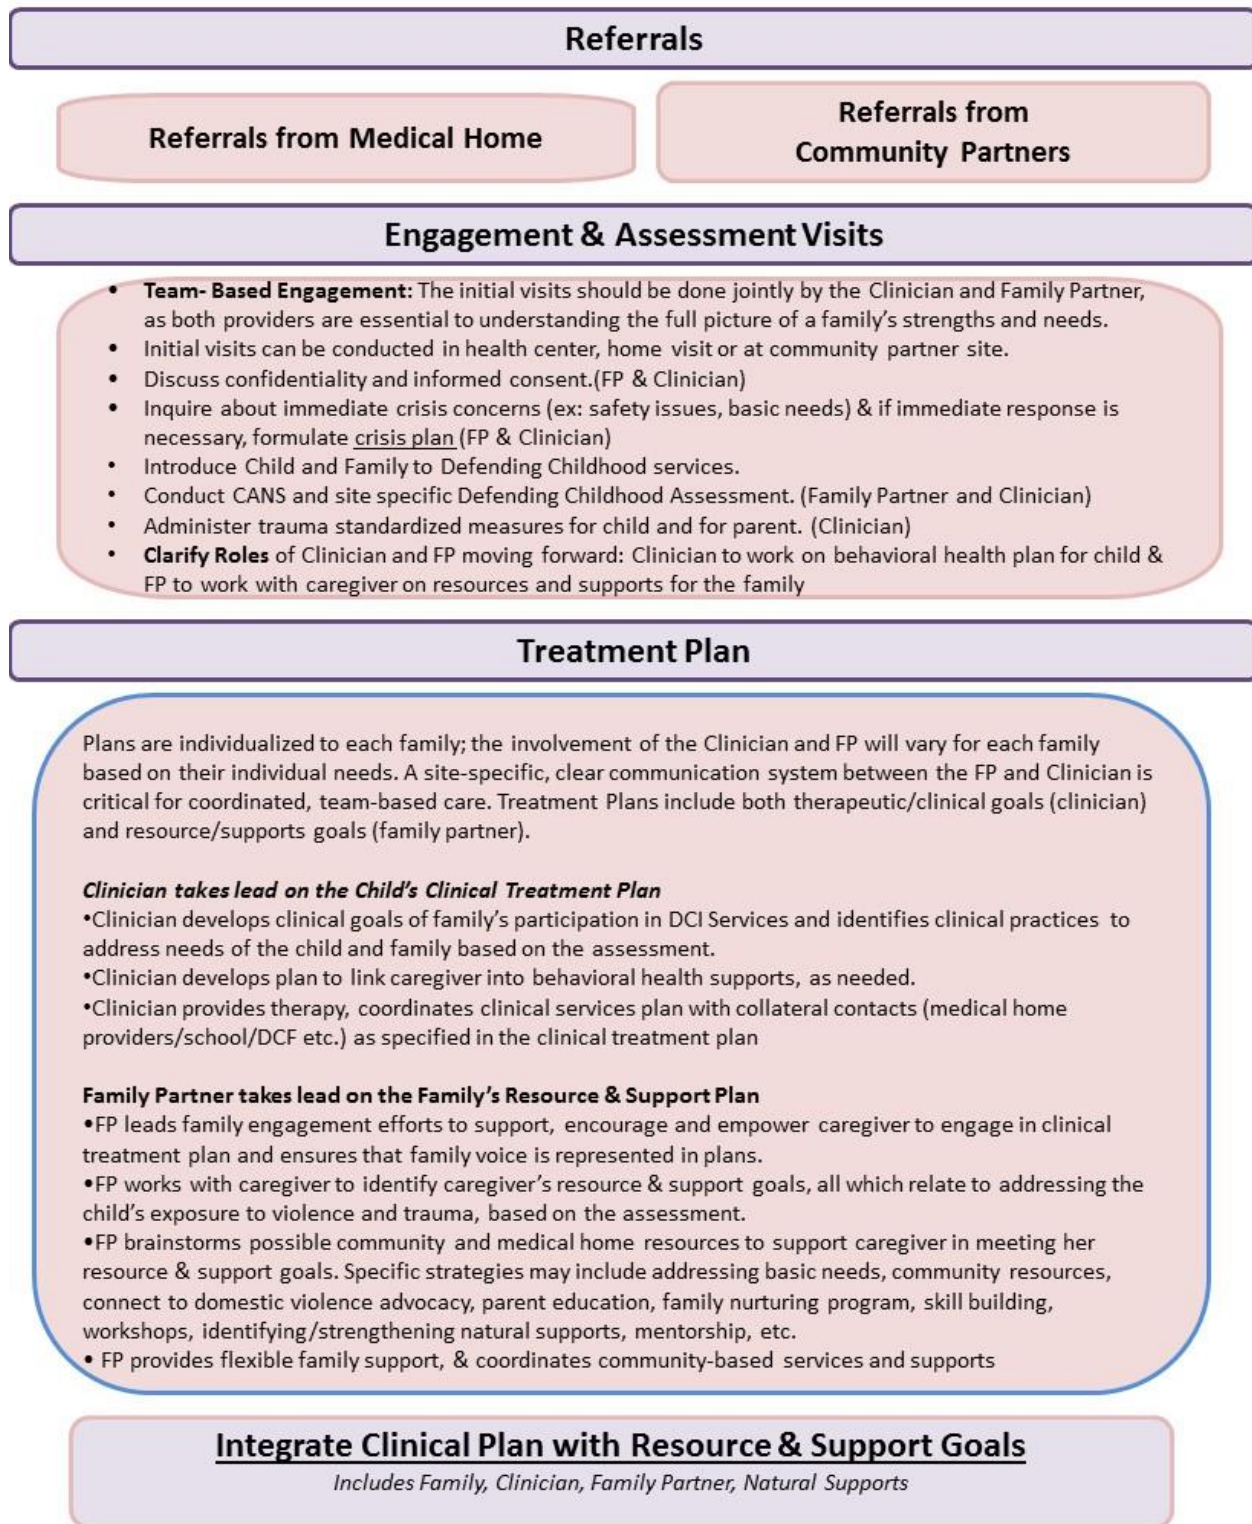 Referrals
Referrals from Medical Home
Referrals from
Community Partners
Engagement & Assessment Visits
• Team- Based Engagement: The initial visits should be done jointly by the Clinician and Family Partner,
as both providers are essential to understanding the full picture of a family's strengths and needs.
• Initial visits can be conducted in health center, home visit or at community partner site.
• Discuss confidentiality and informed consent.(FP & Clinician)
• Inquire about immediate crisis concerns (ex: safety issues, basic needs) & if immediate response is
necessary, formulate crisis plan (FP & Clinician)
• Introduce Child and Family to Defending Childhood services.
• Conduct CANS and site specific Defending Childhood Assessment. (Family Partner and Clinician)
• Administer trauma standardized measures for child and for parent. (Clinician)
• Clarify Roles of Clinician and FP moving forward: Clinician to work on behavioral health plan for child &
FP to work with caregiver on resources and supports for the family
Treatment Plan
Plans are individualized to each family; the involvement of the Clinician and FP will vary for each family
based on their individual needs. A site-specific, clear communication system between the FP and Clinician is
critical for coordinated, team-based care. Treatment Plans include both therapeutic/clinical goals (clinician)
and resource/supports goals (family partner).
Clinician takes lead on the Child's Clinical Treatment Plan
•Clinician develops clinical goals of family's participation in DCI Services and identifies clinical practices to
address needs of the child and family based on the assessment.
•Clinician develops plan to link caregiver into behavioral health supports, as needed.
•Clinician provides therapy, coordinates clinical services plan with collateral contacts (medical home
providers/school/DCF etc.) as specified in the clinical treatment plan
Family Partner takes lead on the Family's Resource & Support Plan
•FP leads family engagement efforts to support, encourage and empower caregiver to engage in clinical
treatment plan and ensures that family voice is represented in plans.
•FP works with caregiver to identify caregiver's resource & support goals, all which relate to addressing the
child's exposure to violence and trauma, based on the assessment.
•FP brainstorms possible community and medical home resources to support caregiver in meeting her
resource & support goals. Specific strategies may include addressing basic needs, community resources,
connect to domestic violence advocacy, parent education, family nurturing program, skill building,
workshops, identifying/strengthening natural supports, mentorship, etc.
• FP provides flexible family support, & coordinates community-based services and supports
Integrate Clinical Plan with Resource & Support Goals
Includes Family, Clinician, Family Partner, Natural Supports